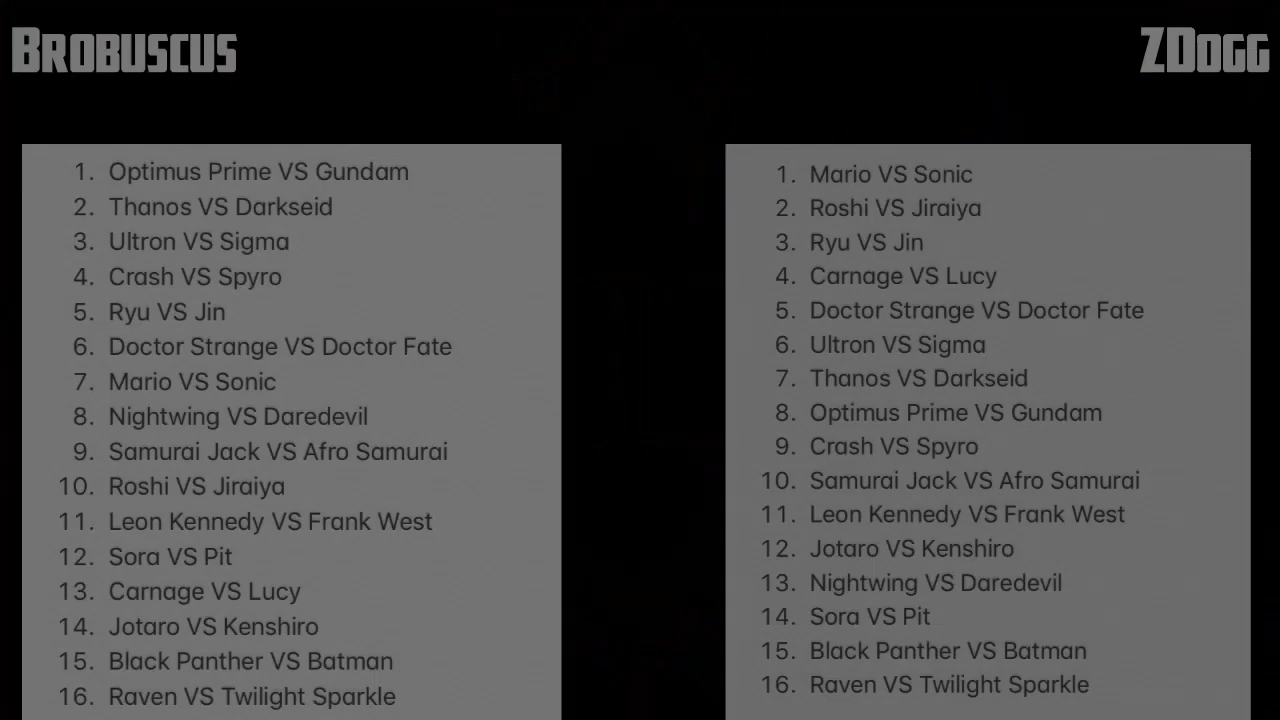 BROBUSCUS
ZDOGG
1. Optimus Prime VS Gundam
2. Thanos VS Darkseid
3. Ultron VS Sigma
4. Crash VS Spyro
5. Ryu VS Jin
6. Doctor Strange VS Doctor Fate
7. Mario VS Sonic
8. Nightwing VS Daredevil
9. Samurai Jack VS Afro Samurai
10. Roshi VS Jiraiya
11. Leon Kennedy VS Frank West
12. Sora VS Pit
13. Carnage VS Lucy
14. Jotaro VS Kenshiro
15. Black Panther VS Batman
16. Raven VS Twilight Sparkle
1. Mario VS Sonic
2. Roshi VS Jiraiya
3. Ryu VS Jin
4. Carnage VS Lucy
5. Doctor Strange VS Doctor Fate
6. Ultron VS Sigma
7. Thanos VS Darkseid
8. Optimus Prime VS Gundam
9. Crash VS Spyro
10. Samurai Jack VS Afro Samurai
11. Leon Kennedy VS Frank West
12. Jotaro VS Kenshiro
13. Nightwing VS Daredevil
14. Sora VS Pit
15. Black Panther VS Batman
16. Raven VS Twilight Sparkle